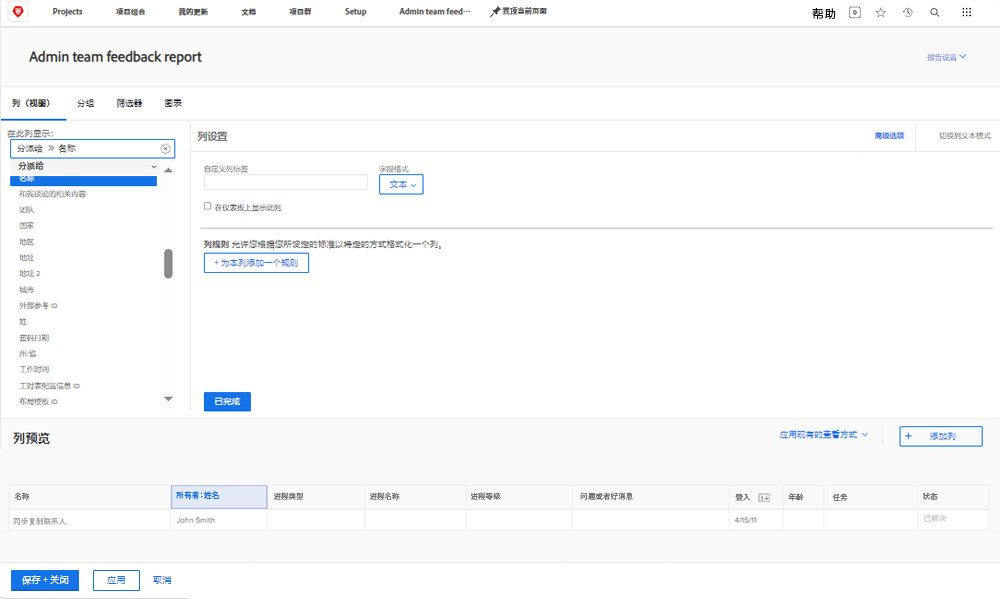 Projects 项目组合 我的更新 文档 项目群 Setup Admin team feed··· 置顶当前页面 帮助
Admin team feedback report 报告设置
列（视图） 分组 筛选器 图表
在此列显示:
分派给 >> 名称
分派给
名称
和我谈论的相关内容:
团队
国家
地区
地址
地址 2
城市
外部参考 ID
姓
密码日期
州/省
工作时间
工时表配置信息 ID
布局模板 ID
列设置 高级选项 切换到文本模式
自定义列标签 字段格式
文本
在仪表板上显示此列
列规则 允许您根据您所设定的标准以特定的方式格式化一个列。
+ 为本列添加一个规则
已完成
列预览 应用现有的查看方式 + 添加列
名称 所有者:姓名 进程类型 进程名称 进程等级 问题或者好消息 登入 年龄 任务 状态
同步复制联系人 John Smith 4/15/11 已解决
保存 + 关闭 应用 取消